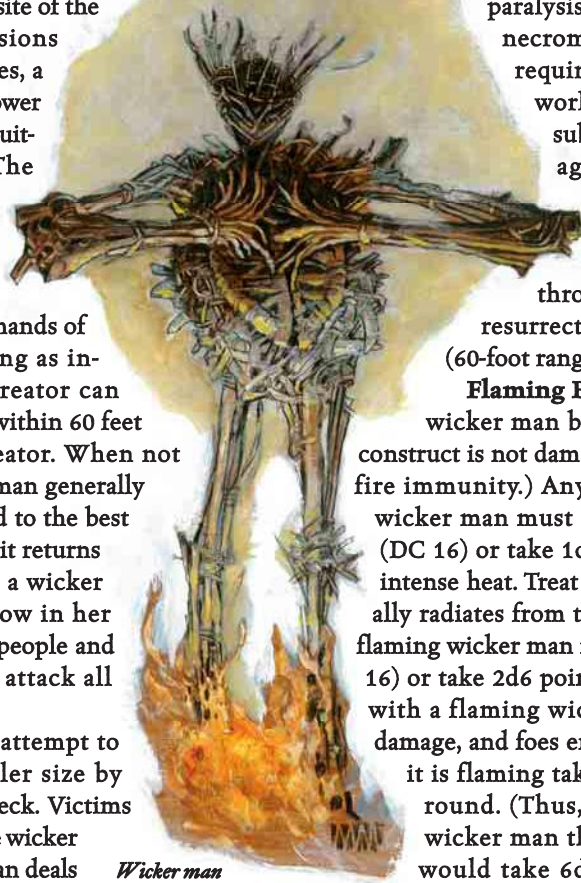 site of the
sions
es, a
ower
uit-
The
hands of
ng as in-
reator can
within 60 feet
eator. When not
man generally
d to the best
it returns
a wicker
ow in her
people and
attack all
attempt to
ler size by
eck. Victims
e wicker
an deals
Wicker man
paralysis
necrom
requir
worl
sub
ag
thro
resurrect
(60-foot rang
Flaming B
wicker man b
construct is not dam
fire immunity.) Any
wicker man must
(DC 16) or take 1d
intense heat. Treat
ally radiates from t
flaming wicker man
16) or take 2d6 poin
with a flaming wic
damage, and foes en
it is flaming tak
round. (Thus,
wicker man th
would take 6d